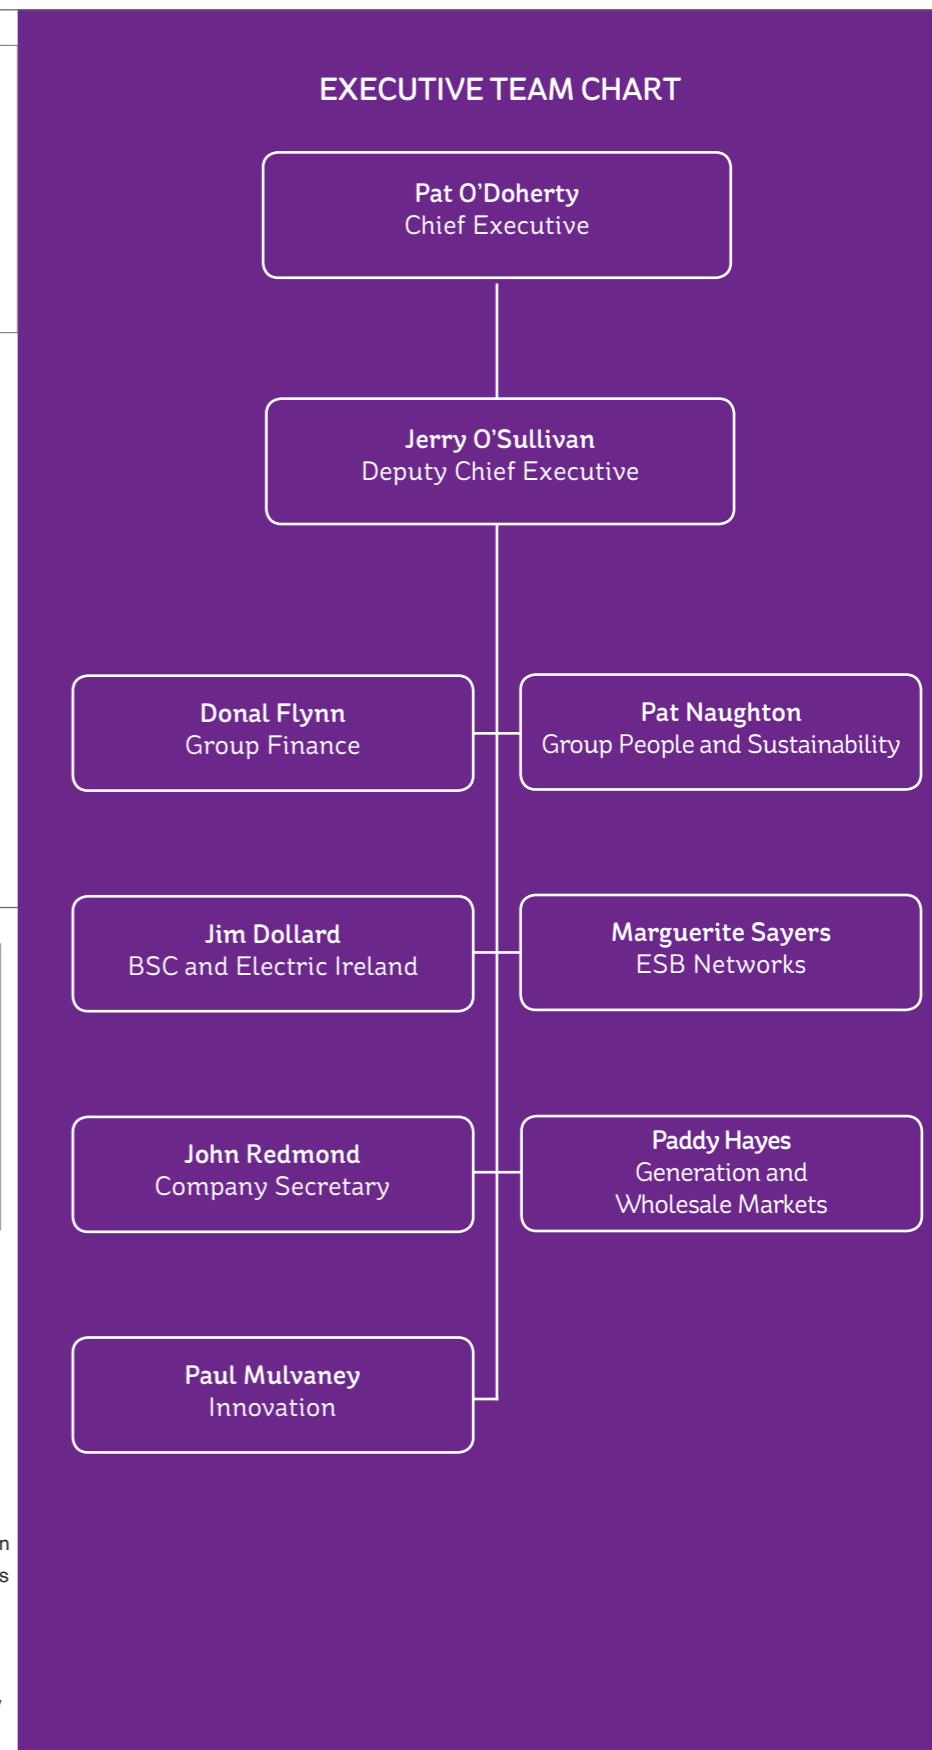 EXECUTIVE TEAM CHART
Pat O’Doherty
Chief Executive
Jerry O’Sullivan
Deputy Chief Executive
Donal Flynn
Group Finance
Pat Naughton
Group People and Sustainability
Jim Dollard
BSC and Electric Ireland
Marguerite Sayers
ESB Networks
John Redmond
Company Secretary
Paddy Hayes
Generation and
Wholesale Markets
Paul Mulvaney
Innovation